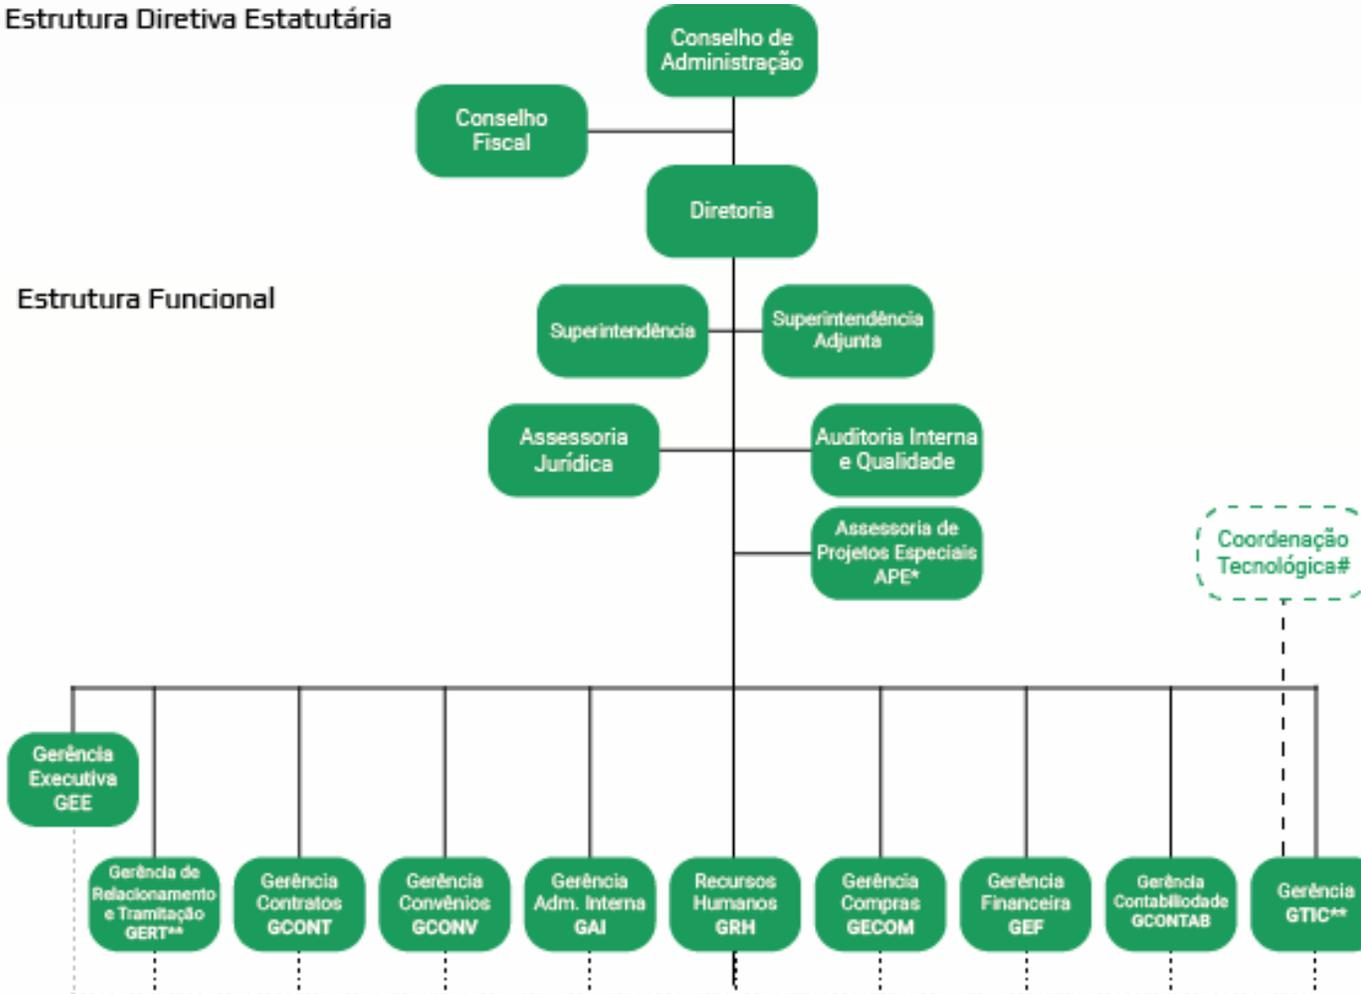 Estrutura Diretiva Estatutária
Conselho de
Administração
Conselho
Fiscal
Diretoria
Estrutura Funcional
Superintendência
Superintendência
Adjunta
Assessoria
Jurídica
Auditoria Interna
e Qualidade
Assessoria de
Projetos Especiais
APE*
Coordenação
Tecnológica#
Gerência
Executiva
GEE
Gerência de
Relacionamento
e Tramitação
GERT**
Gerência
Contratos
GCONT
Gerência
Convênios
GCONV
Gerência
Adm. Interna
GAI
Recursos
Humanos
GRH
Gerência
Compras
GECOM
Gerência
Financeira
GEF
Gerência
Contabiliodade
GCONTAB
Gerência
GTIC**